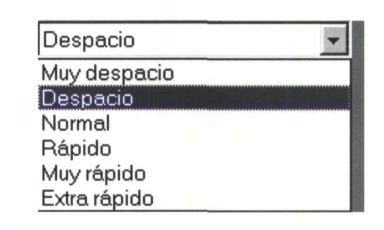 Despacio
Muy despacio
Despacio
Normal
Rápido
Muy rápido
Extra rápido